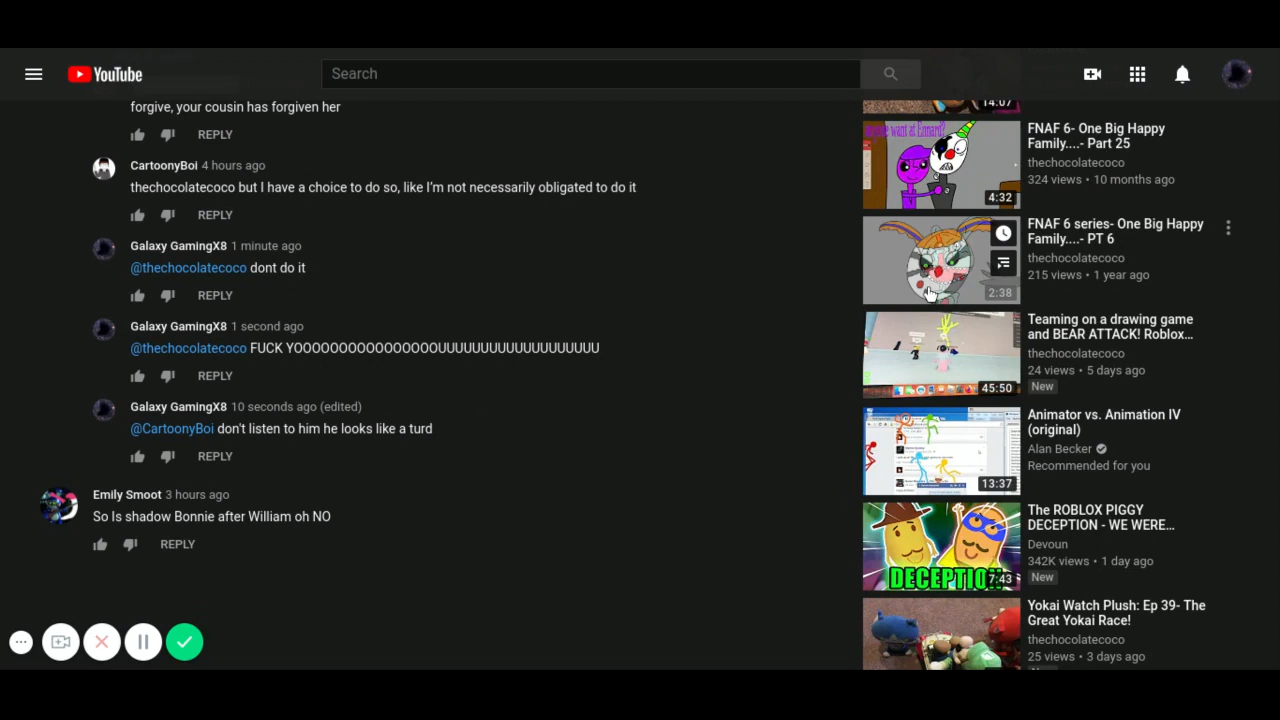 YouTube
Search
forgive, your cousin has forgiven her
REPLY
CartoonyBoi 4 hours ago
thechocolatecoco but I have a choice to do so, like I'm not necessarily obligated to do it
REPLY
Galaxy GamingX8 1 minute ago
@thechocolatecoco dont do it
REPLY
Galaxy GamingX8 1 second ago
@thechocolatecoco FUCK YOOOOOOOOOOOOOOOOUUUUUUUUUUUUUUUUUUU
REPLY
Galaxy GamingX8 10 seconds ago (edited)
@CartoonyBoi don't listen to him he looks like a turd
REPLY
Emily Smoot 3 hours ago
So Is shadow Bonnie after William oh NO
REPLY
14:07
4:32
FNAF 6- One Big Happy
Family....- Part 25
thechocolatecoco
324 views • 10 months ago
2:38
FNAF 6 series- One Big Happy
Family....- PT 6
thechocolatecoco
215 views • 1 year ago
45:50
Teaming on a drawing game
and BEAR ATTACK! Roblox...
thechocolatecoco
24 views • 5 days ago
New
13:37
Animator vs. Animation IV
(original)
Alan Becker
Recommended for you
7:43
The ROBLOX PIGGY
DECEPTION - WE WERE...
Devoun
342K views • 1 day ago
New
Yokai Watch Plush: Ep 39- The
Great Yokai Race!
thechocolatecoco
25 views • 3 days ago